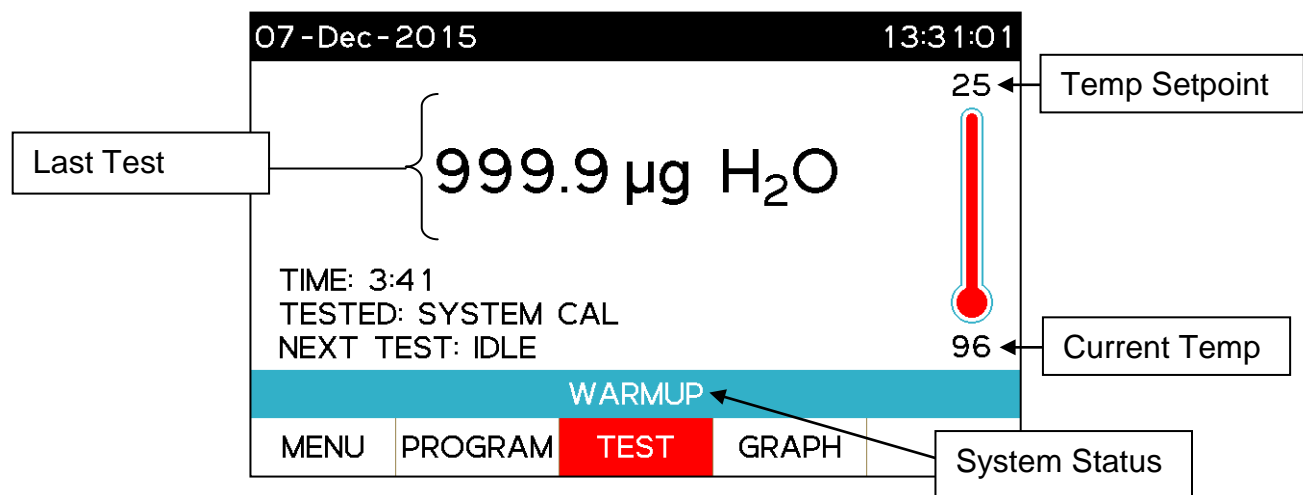 07-Dec-2015 13:31:01
25
Temp Setpoint
Last Test
999.9 µg H₂O
TIME: 3:41
TESTED: SYSTEM CAL
NEXT TEST: IDLE
96
Current Temp
WARMUP
MENU PROGRAM TEST GRAPH
System Status